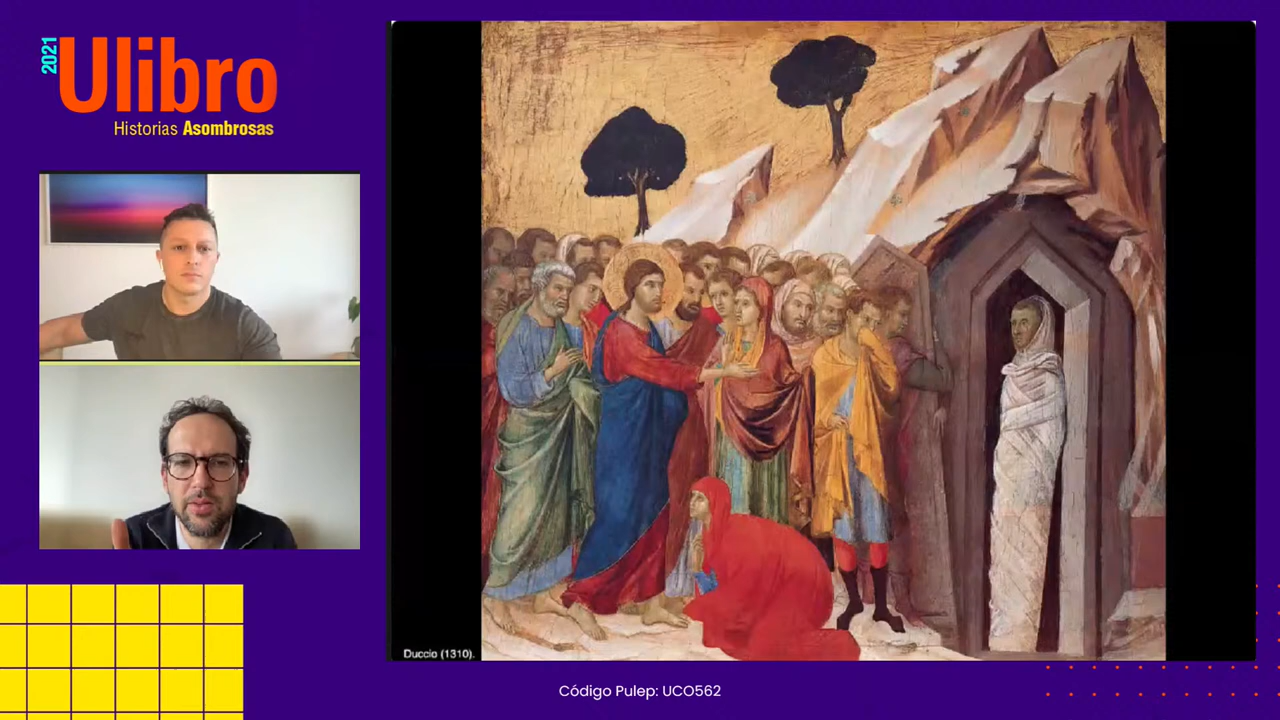 2021
Ulibro
Historias Asombrosas
Duccio (1310).
Código Pulep: UCO562